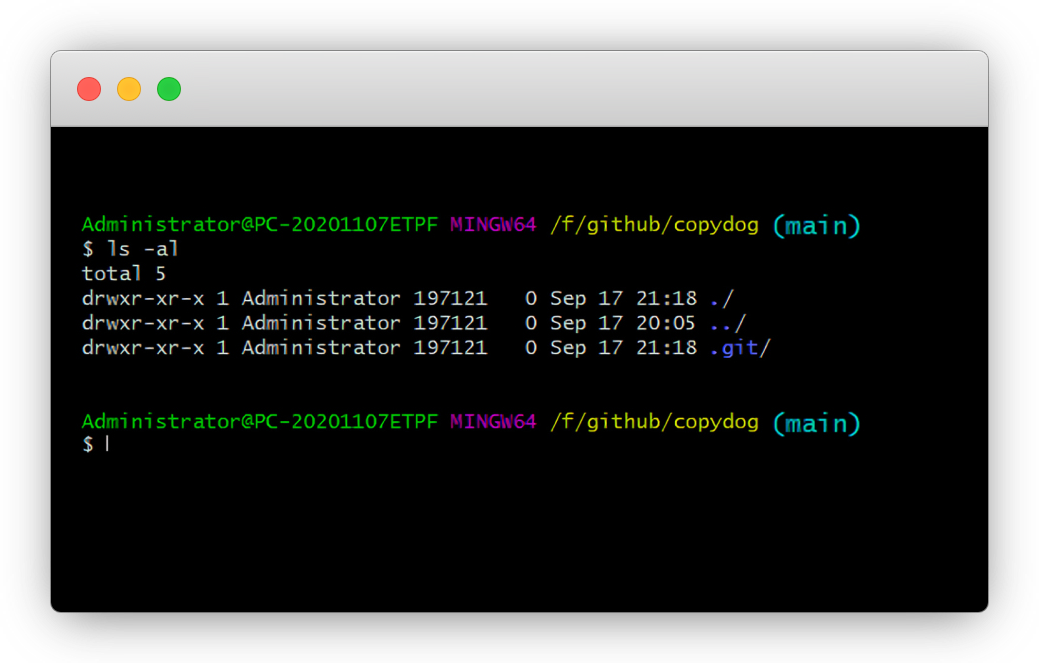 Administrator@PC-20201107ETPF MINGW64 /f/github/copydog (main)
$ ls -al
total 5
drwxr-xr-x 1 Administrator 197121   0 Sep 17 21:18 ./
drwxr-xr-x 1 Administrator 197121   0 Sep 17 20:05 ../
drwxr-xr-x 1 Administrator 197121   0 Sep 17 21:18 .git/
Administrator@PC-20201107ETPF MINGW64 /f/github/copydog (main)
$